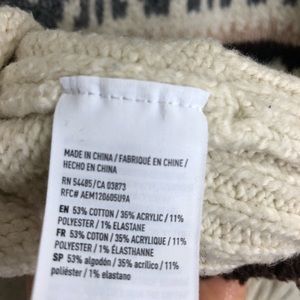 MADE IN CHINA / FABRIQUÉ EN CHINE /
HECHO EN CHINA
RN 54485/CA 03873
RFC# AEM120605U9A
EN 53% COTTON / 35% ACRYLIC / 11%
POLYESTER / 1% ELASTANE
FR 53% COTON / 35% ACRYLIQUE / 11%
POLYESTER / 1% ÉLASTHANNE
SP 53% algodón / 35% acrílico / 11%
poliéster / 1% elastano